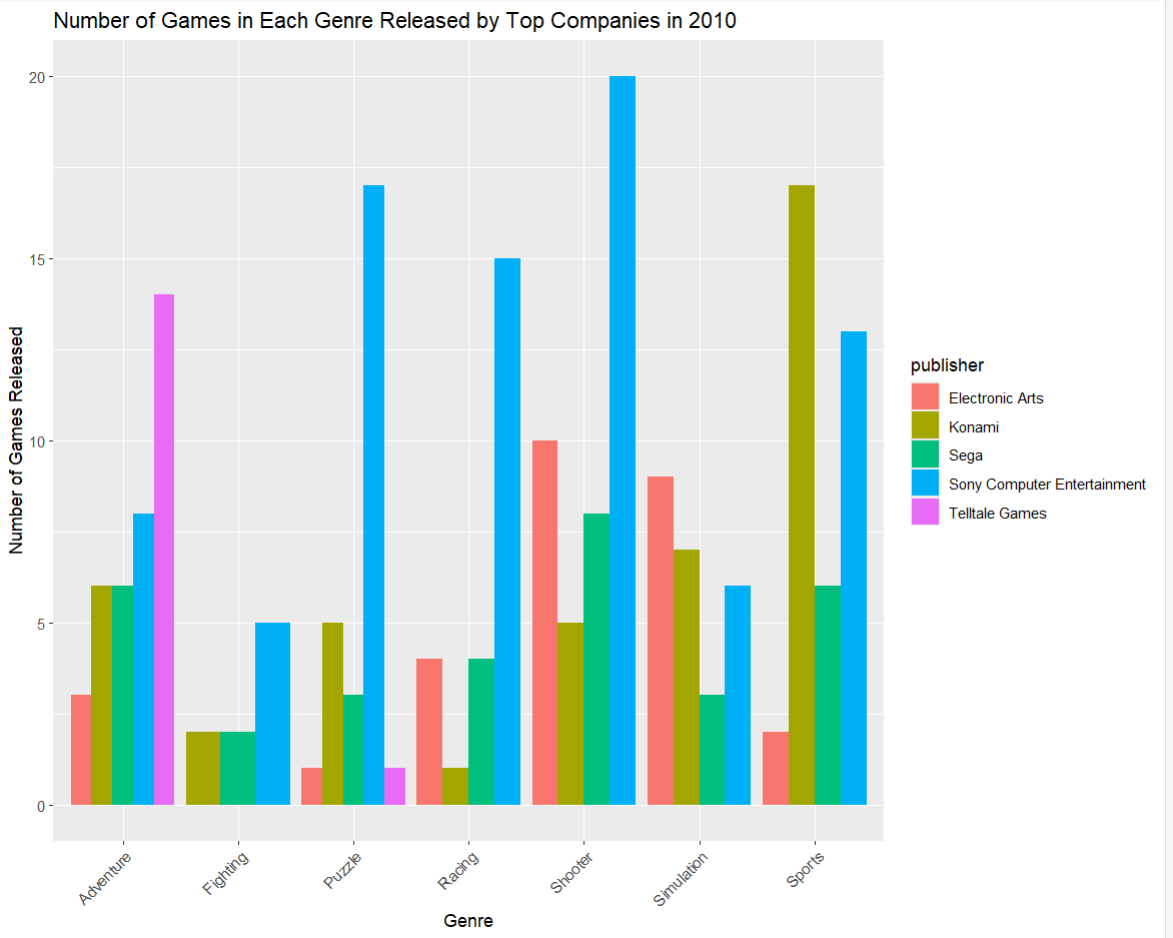 Number of Games in Each Genre Released by Top Companies in 2010
Number of Games Released
20
15
10
5
0
Adventure
Fighting
Puzzle
Racing
Shooter
Simulation
Sports
Genre
publisher
Electronic Arts
Konami
Sega
Sony Computer Entertainment
Telltale Games